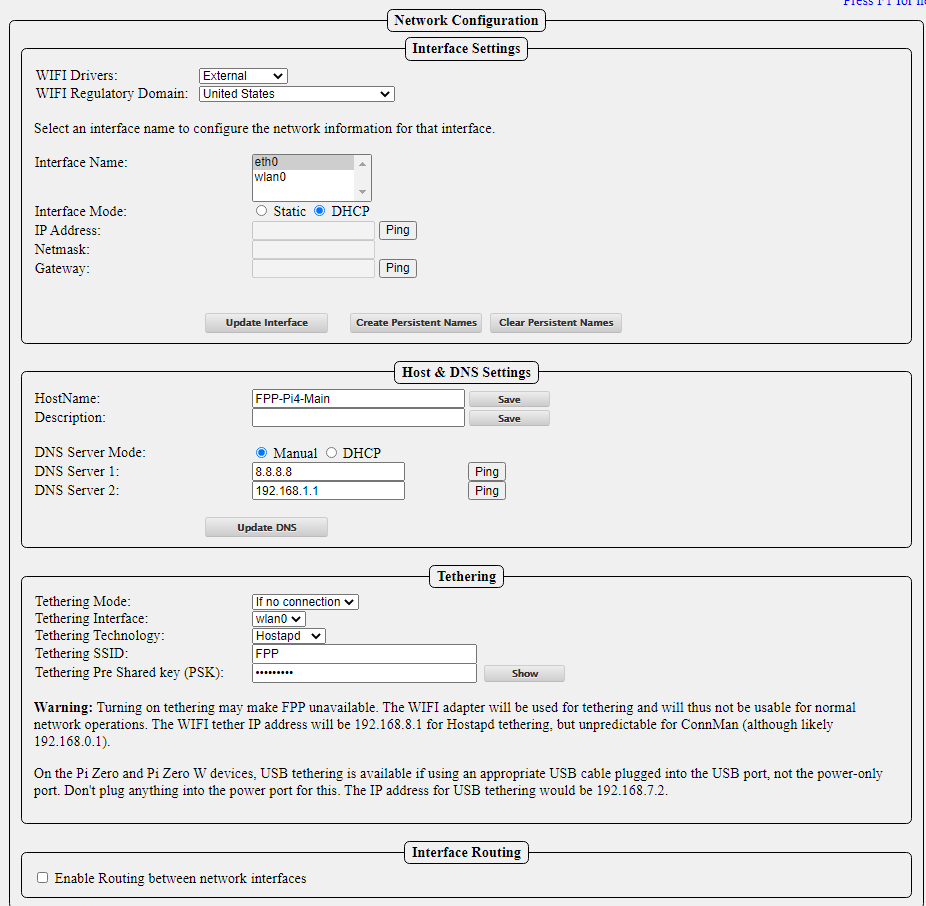 Press F1 for
Network Configuration
Interface Settings
WIFI Drivers: External
WIFI Regulatory Domain: United States
Select an interface name to configure the network information for that interface.
Interface Name: eth0
wlan0
Interface Mode: Static DHCP
IP Address: Ping
Netmask:
Gateway: Ping
Update Interface Create Persistent Names Clear Persistent Names
Host & DNS Settings
HostName: FPP-Pi4-Main Save
Description: Save
DNS Server Mode: Manual DHCP
DNS Server 1: 8.8.8.8 Ping
DNS Server 2: 192.168.1.1 Ping
Update DNS
Tethering
Tethering Mode: If no connection
Tethering Interface: wlan0
Tethering Technology: Hostapd
Tethering SSID: FPP
Tethering Pre Shared key (PSK): ••••••••• Show
Warning: Turning on tethering may make FPP unavailable. The WIFI adapter will be used for tethering and will thus not be usable for normal
network operations. The WIFI tether IP address will be 192.168.8.1 for Hostapd tethering, but unpredictable for ConnMan (although likely
192.168.0.1).
On the Pi Zero and Pi Zero W devices, USB tethering is available if using an appropriate USB cable plugged into the USB port, not the power-only
port. Don't plug anything into the power port for this. The IP address for USB tethering would be 192.168.7.2.
Interface Routing
Enable Routing between network interfaces